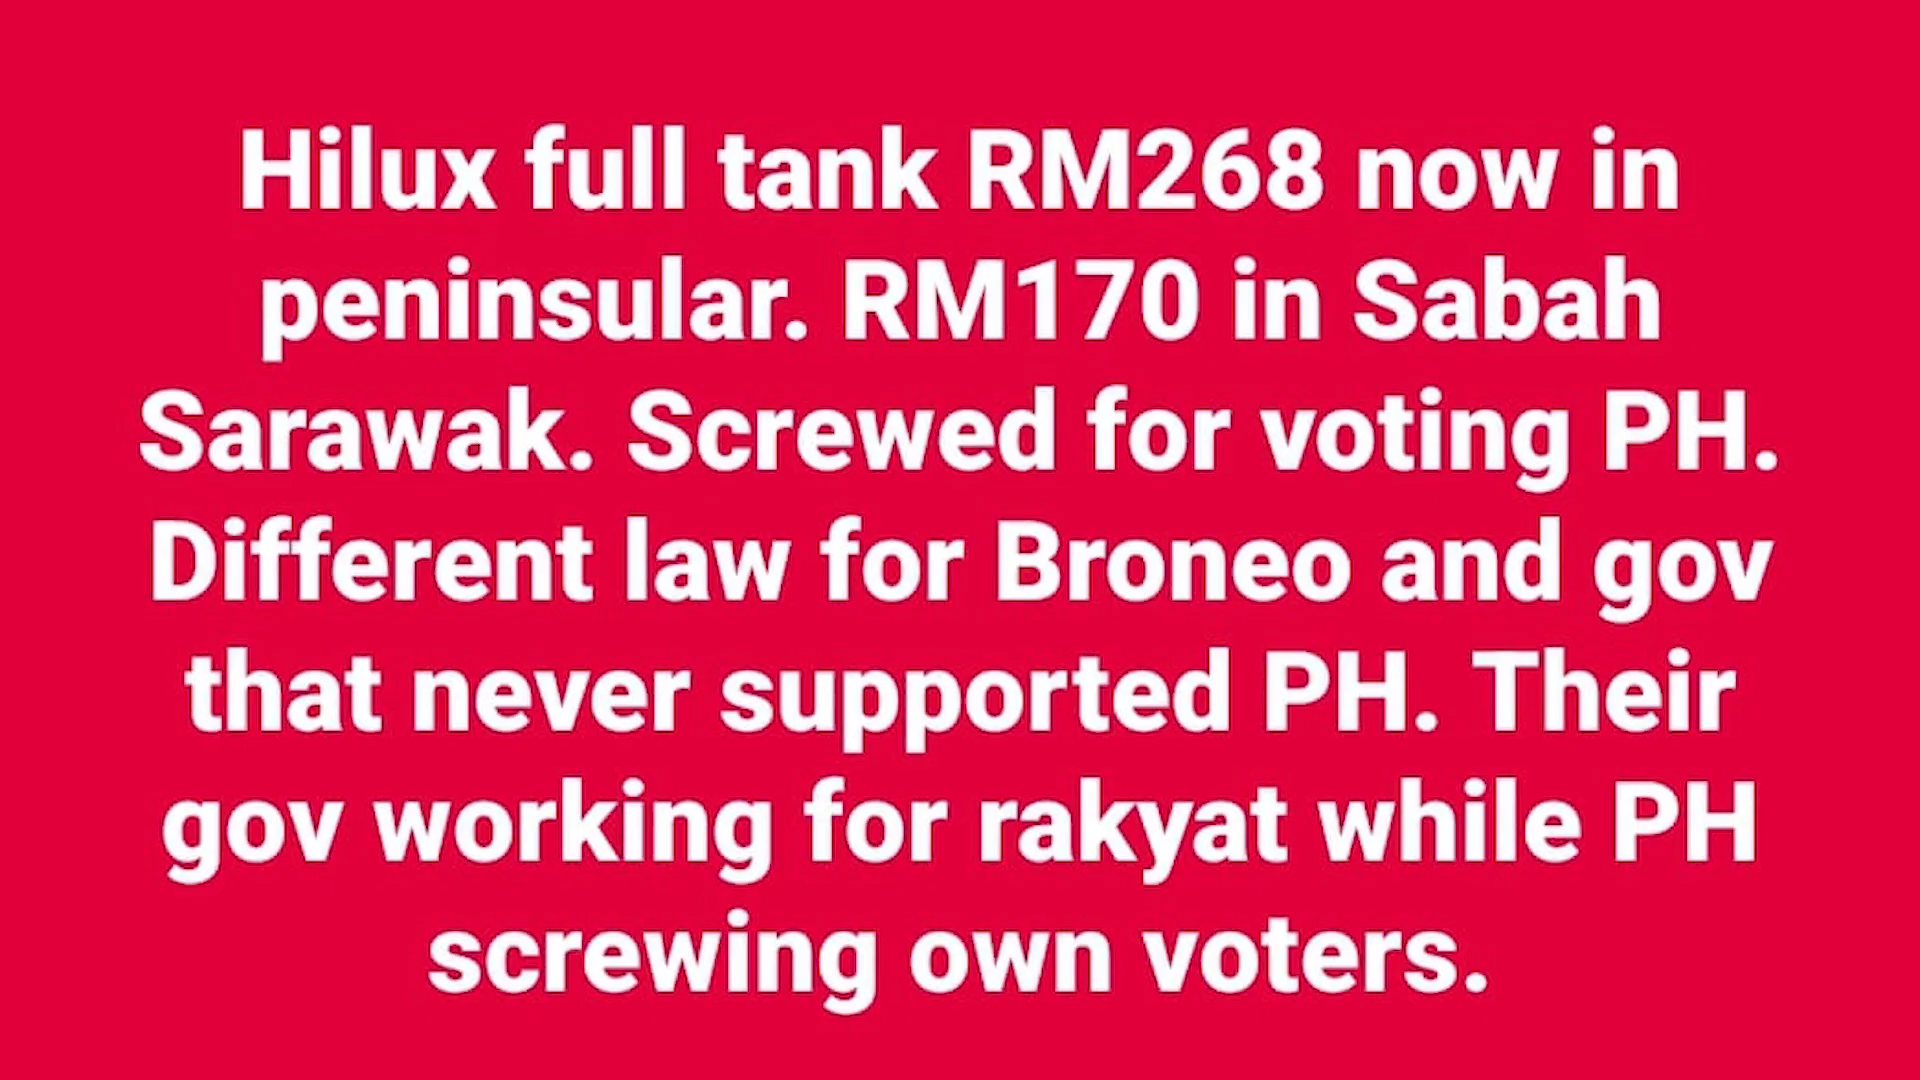 Hilux full tank RM268 now in
peninsular. RM170 in Sabah
Sarawak. Screwed for voting PH.
Different law for Broneo and gov
that never supported PH. Their
gov working for rakyat while PH
screwing own voters.